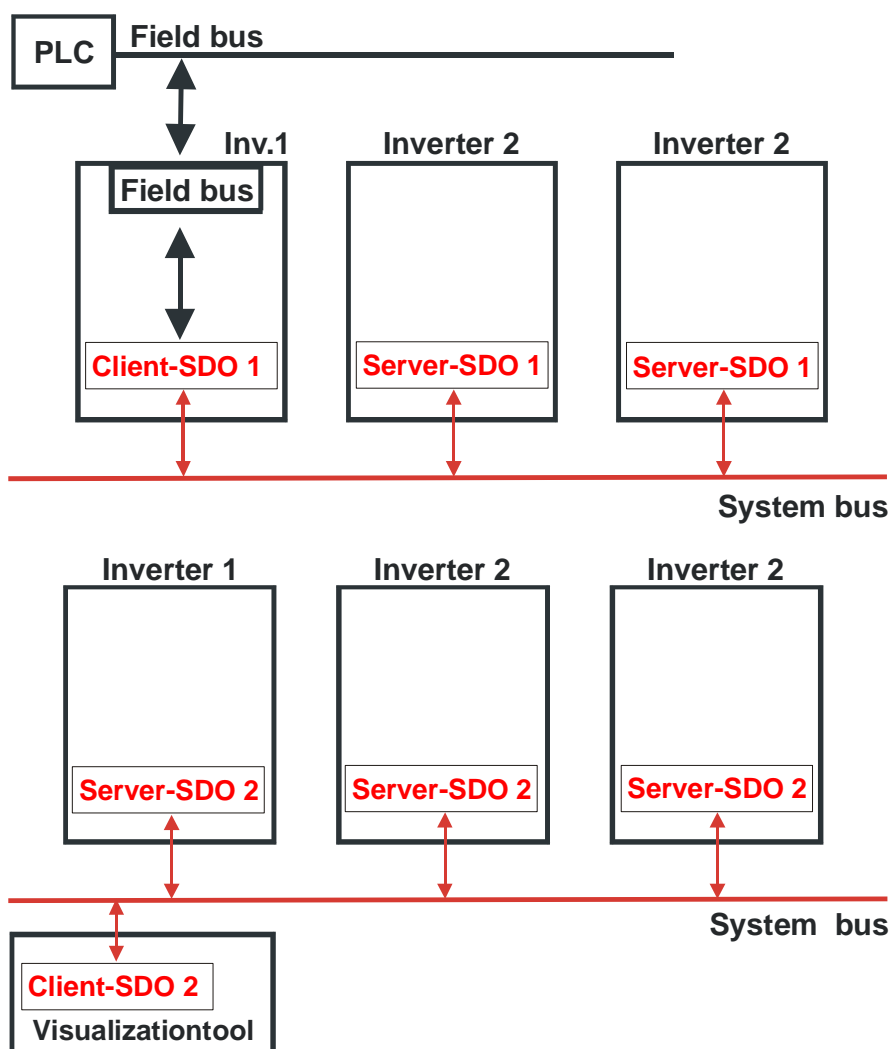 Field bus
PLC
Inv.1
Inverter 2
Inverter 2
Field bus
Client-SDO 1
Server-SDO 1
Server-SDO 1
System bus
Inverter 1
Inverter 2
Inverter 2
Server-SDO 2
Server-SDO 2
Server-SDO 2
System bus
Client-SDO 2
Visualizationtool